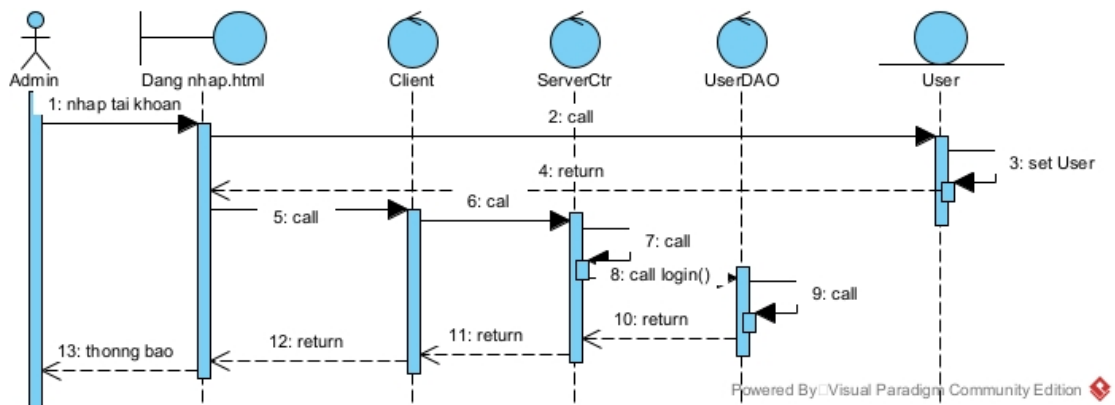 Admin
Dang nhap.html
Client
ServerCtr
UserDAO
User
1: nhap tai khoan
2: call
3: set User
4: return
5: call
6: cal
7: call
8: call login()
9: call
10: return
11: return
12: return
13: thonng bao
Powered By Visual Paradigm Community Edition